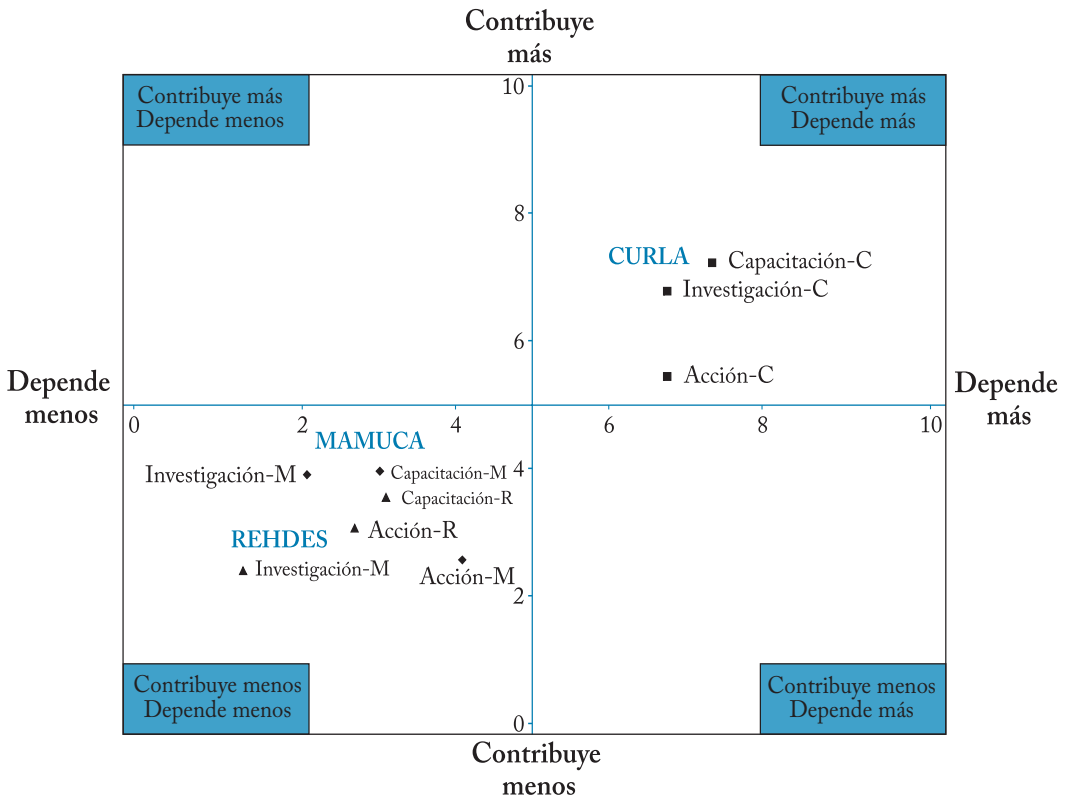 Contribuye
más
Contribuye más
Depende menos
10
Contribuye más
Depende más
8
CURLA
Capacitación-C
Investigación-C
6
Acción-C
Depende
menos
Depende
más
0
2
4
6
8
10
MAMUCA
Investigación-M
Capacitación-M
4
Capacitación-R
Acción-R
REHDES
Investigación-M
Acción-M
2
Contribuye menos
Depende menos
Contribuye menos
Depende más
0
Contribuye
menos